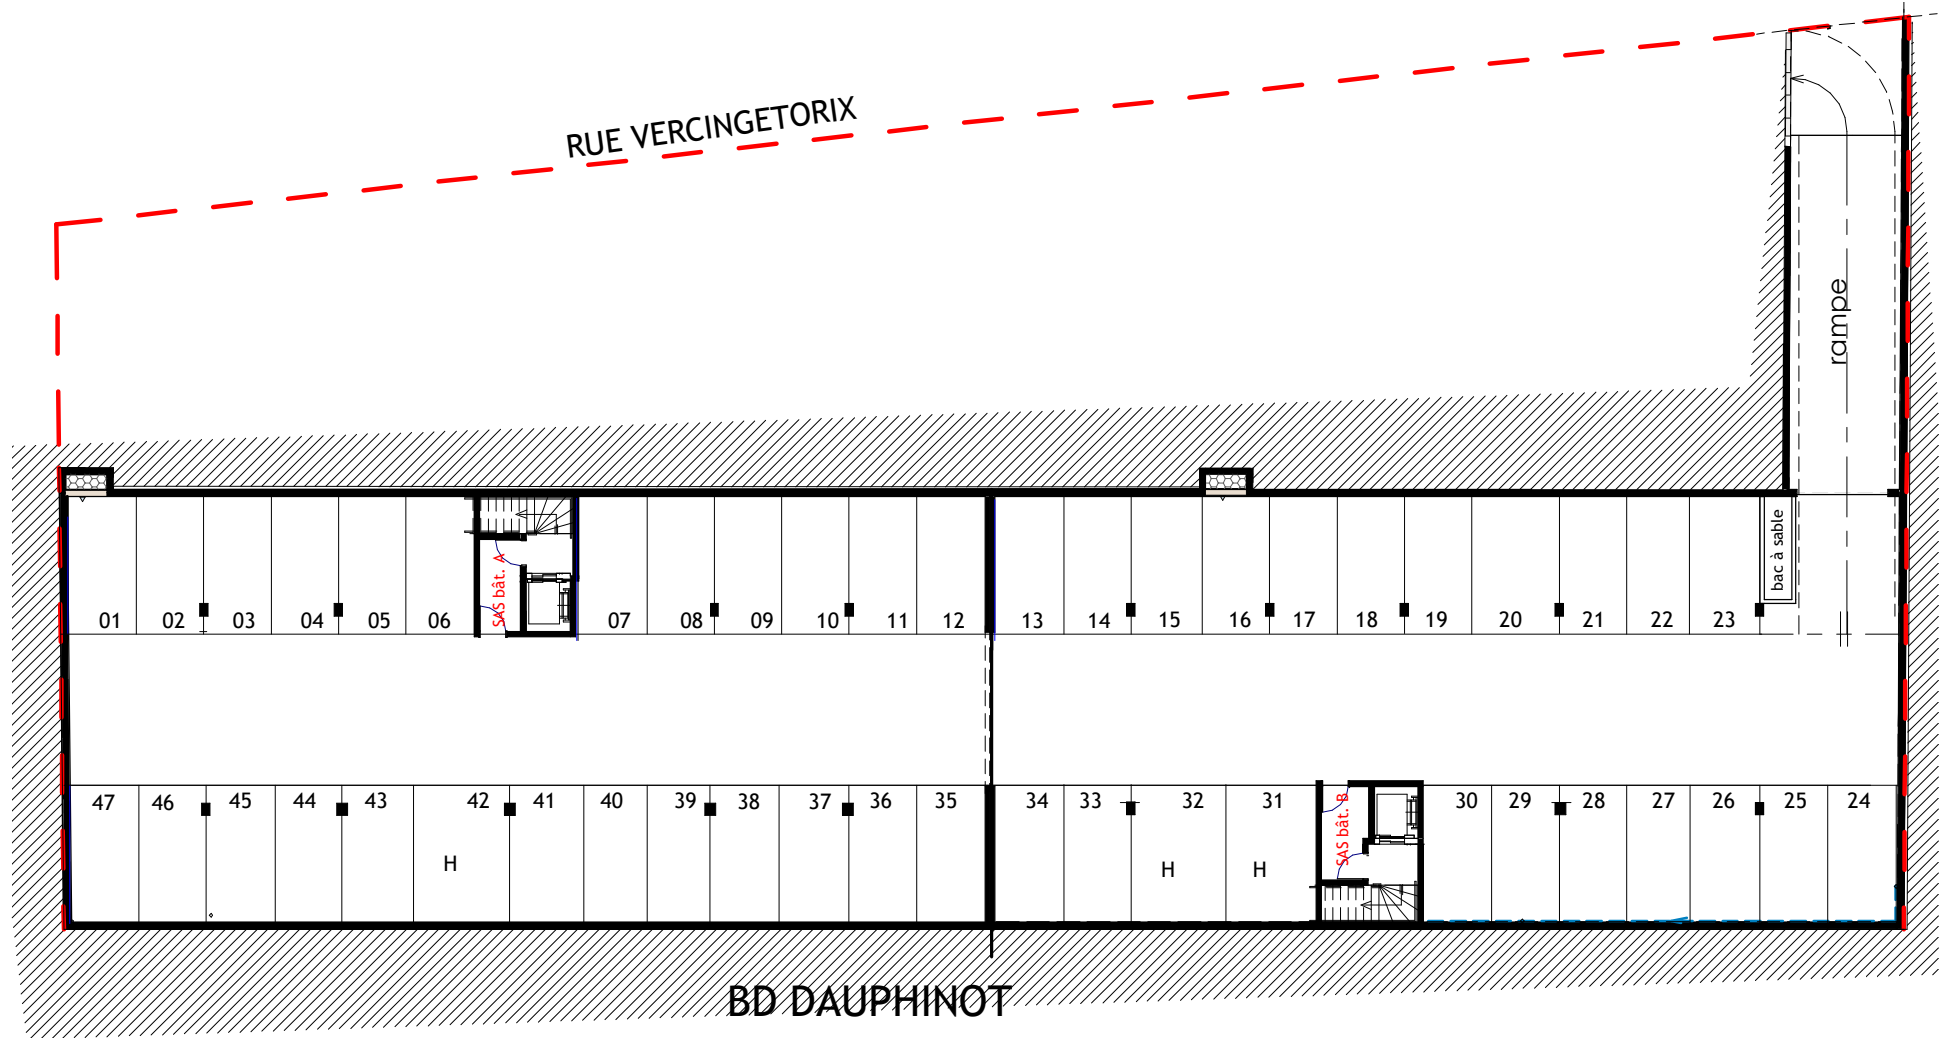 RUE VERCINGETORIX
rampe
bac à sable
SAS bât. A
01 02 03 04 05 06 07 08 09 10 11 12 13 14 15 16 17 18 19 20 21 22 23
47 46 45 44 43 42 41 40 39 38 37 36 35 34 33 32 31 30 29 28 27 26 25 24
SAS bât. B
H H H
BD DAUPHINOT